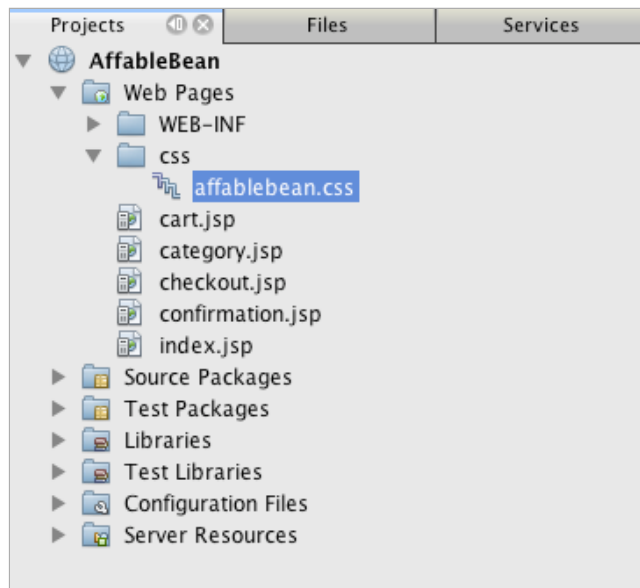 Projects Files Services
AffableBean
Web Pages
WEB-INF
css
affablebean.css
cart.jsp
category.jsp
checkout.jsp
confirmation.jsp
index.jsp
Source Packages
Test Packages
Libraries
Test Libraries
Configuration Files
Server Resources